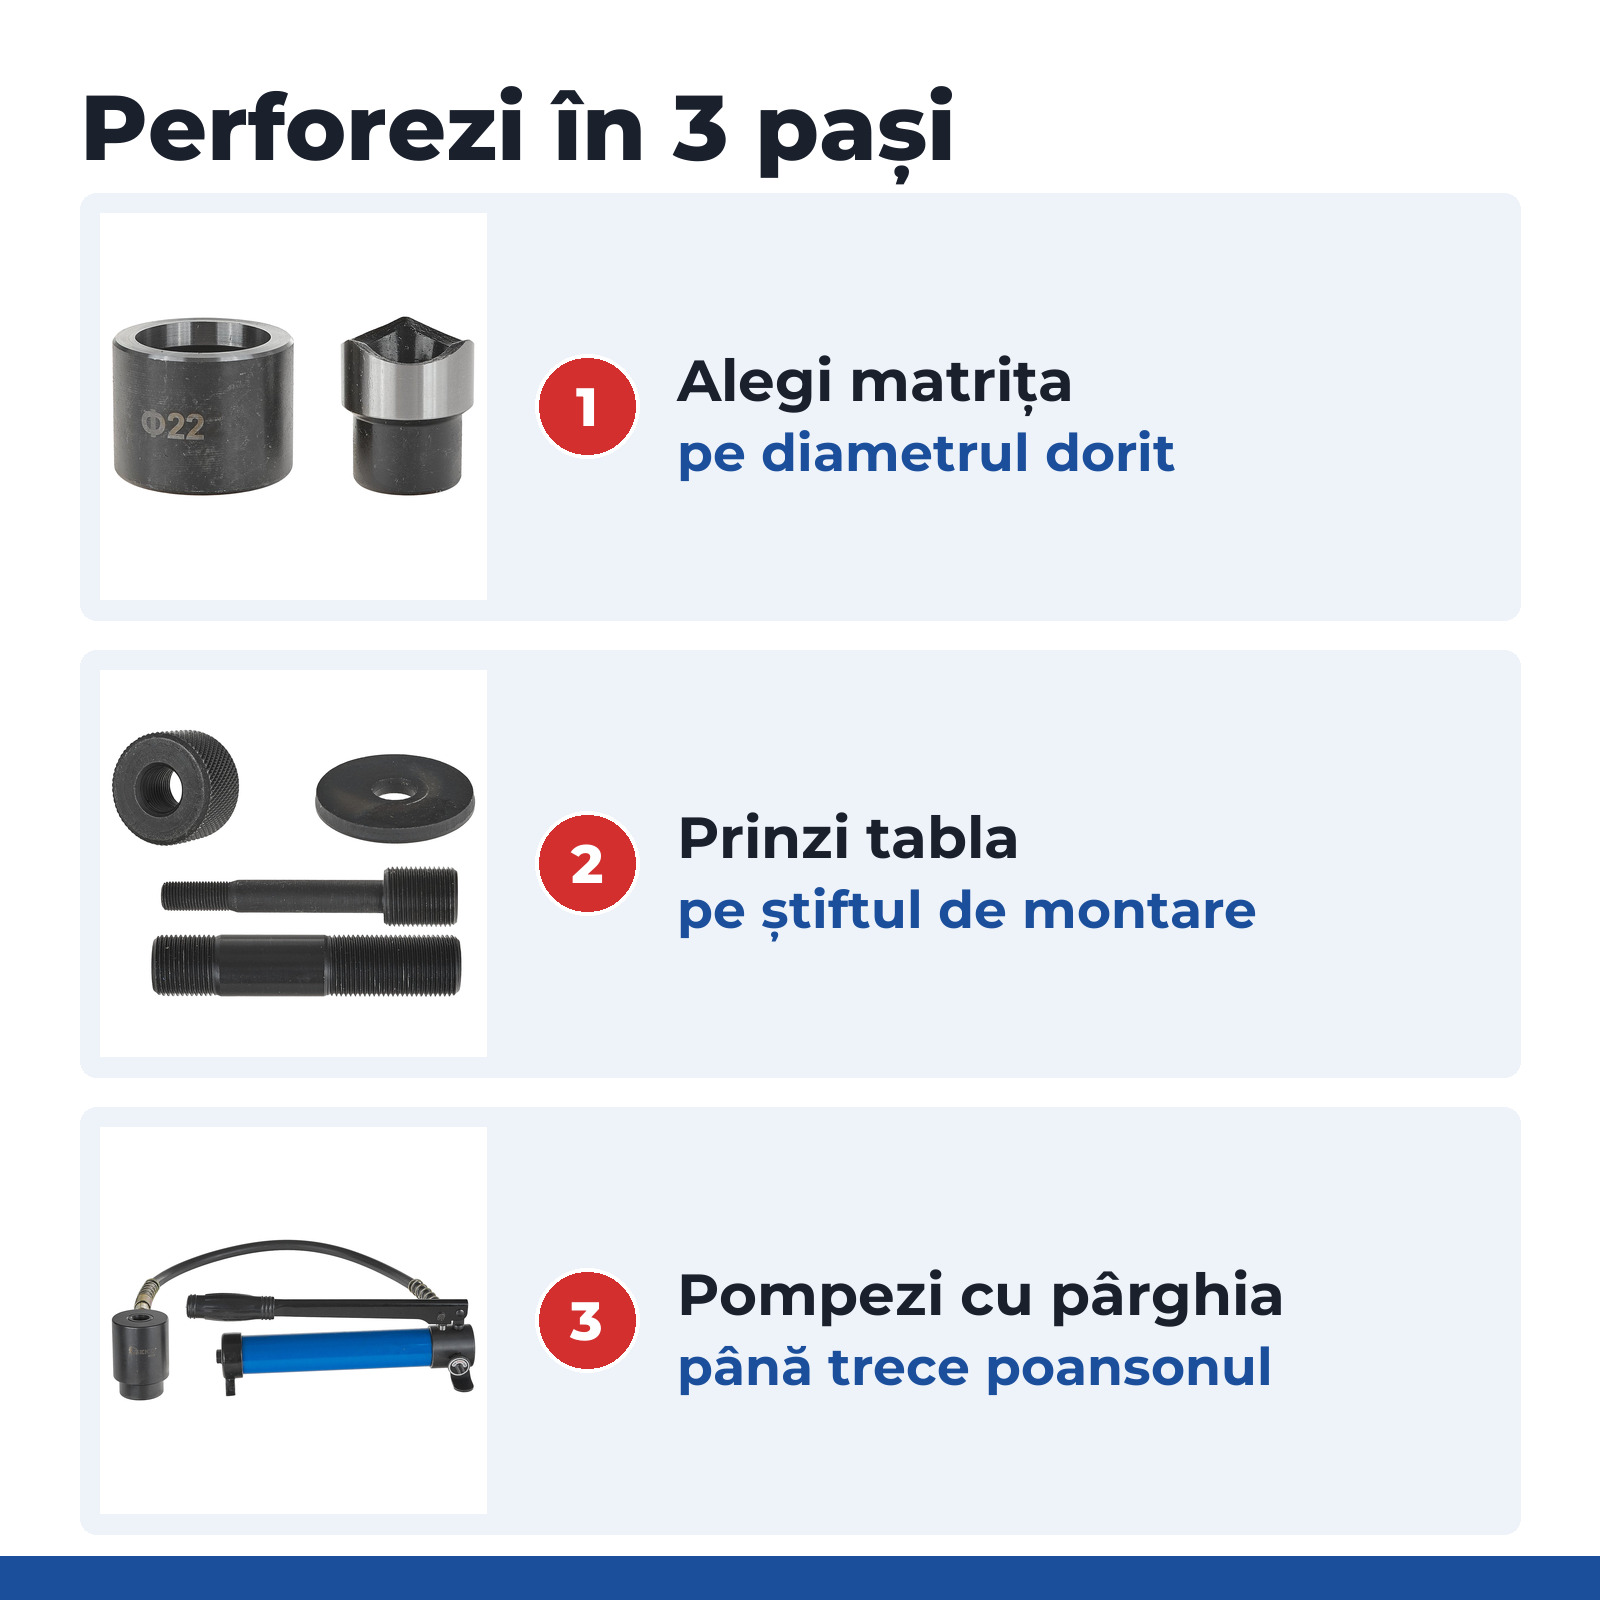 Perforezi în 3 pași
Φ22
1
Alegi matrița
pe diametrul dorit
2
Prinzi tabla
pe știftul de montare
3
Pompezi cu pârghia
până trece poansonul